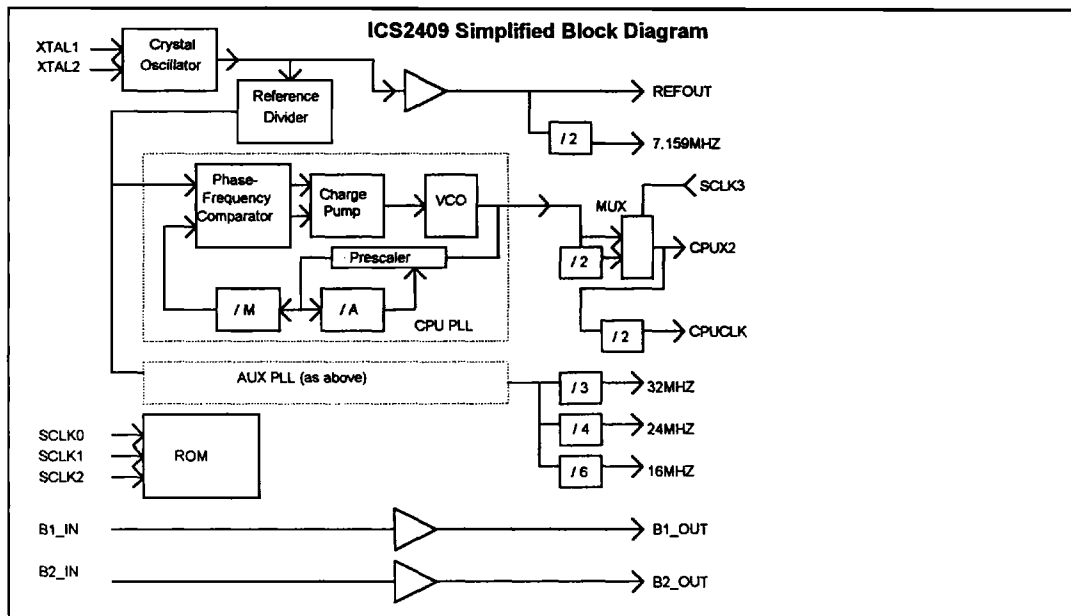 ICS2409 Simplified Block Diagram
XTAL1
XTAL2
Crystal
Oscillator
Reference
Divider
REFOUT
/ 2
7.159MHZ
Phase-
Frequency
Comparator
Charge
Pump
VCO
Prescaler
/ M
/ A
CPU PLL
MUX
SCLK3
/ 2
CPUX2
/ 2
CPUCLK
AUX PLL (as above)
/ 3
32MHZ
/ 4
24MHZ
/ 6
16MHZ
SCLK0
SCLK1
SCLK2
ROM
B1_IN
B1_OUT
B2_IN
B2_OUT